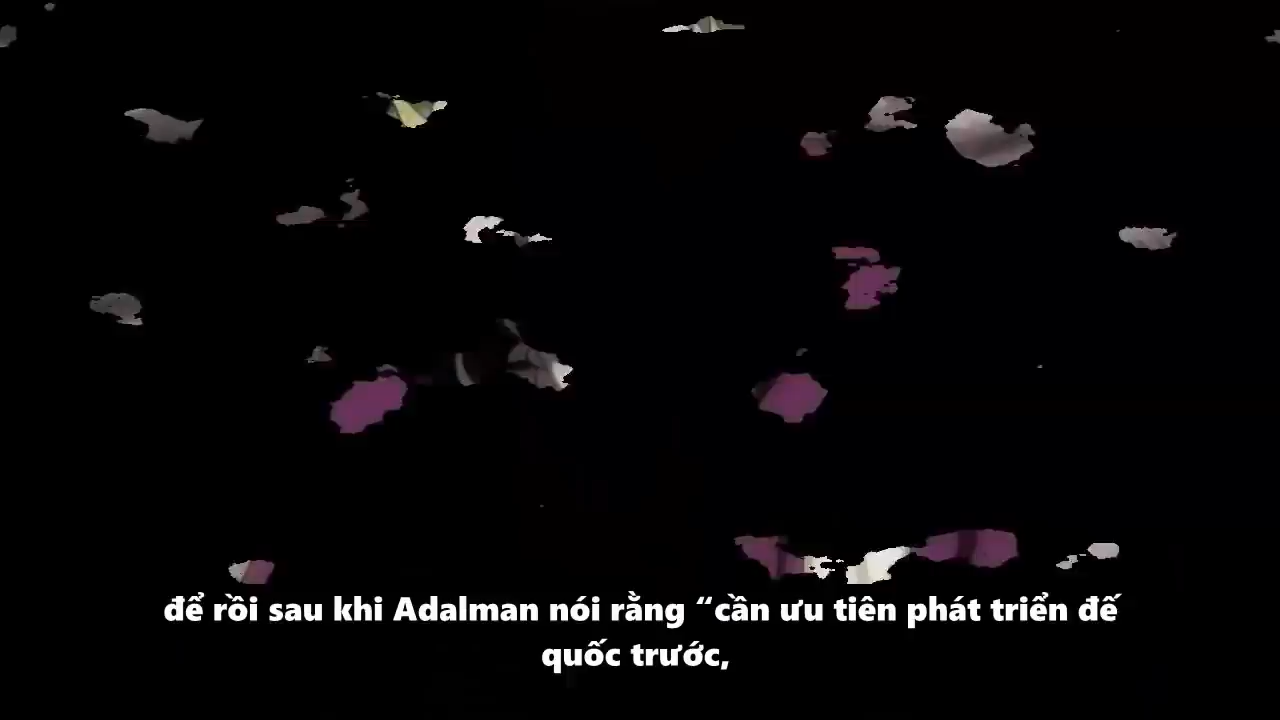 để rồi sau khi Adalman nói rằng “cần ưu tiên phát triển đế
quốc trước,